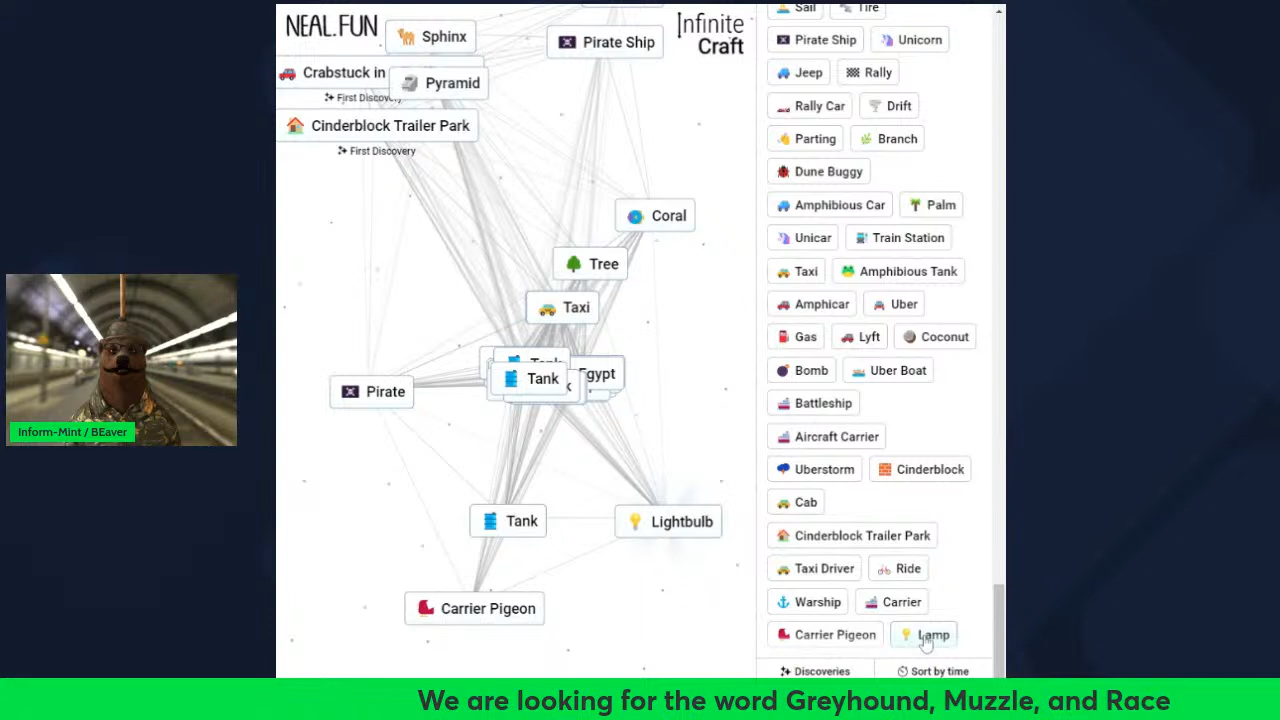 NEAL.FUN
Infinite
Craft
Sphinx
Pirate Ship
Crabstuck in
Pyramid
First Discovery
Cinderblock Trailer Park
First Discovery
Coral
Tree
Taxi
Tank
Egypt
Tank
Pirate
Tank
Lightbulb
Carrier Pigeon
Sail Tire
Pirate Ship Unicorn
Jeep Rally
Rally Car Drift
Parting Branch
Dune Buggy
Amphibious Car Palm
Unicar Train Station
Taxi Amphibious Tank
Amphicar Uber
Gas Lyft Coconut
Bomb Uber Boat
Battleship
Aircraft Carrier
Uberstorm Cinderblock
Cab
Cinderblock Trailer Park
Taxi Driver Ride
Warship Carrier
Carrier Pigeon Lamp
Discoveries Sort by time
Inform-Mint / BEaver
We are looking for the word Greyhound, Muzzle, and Race